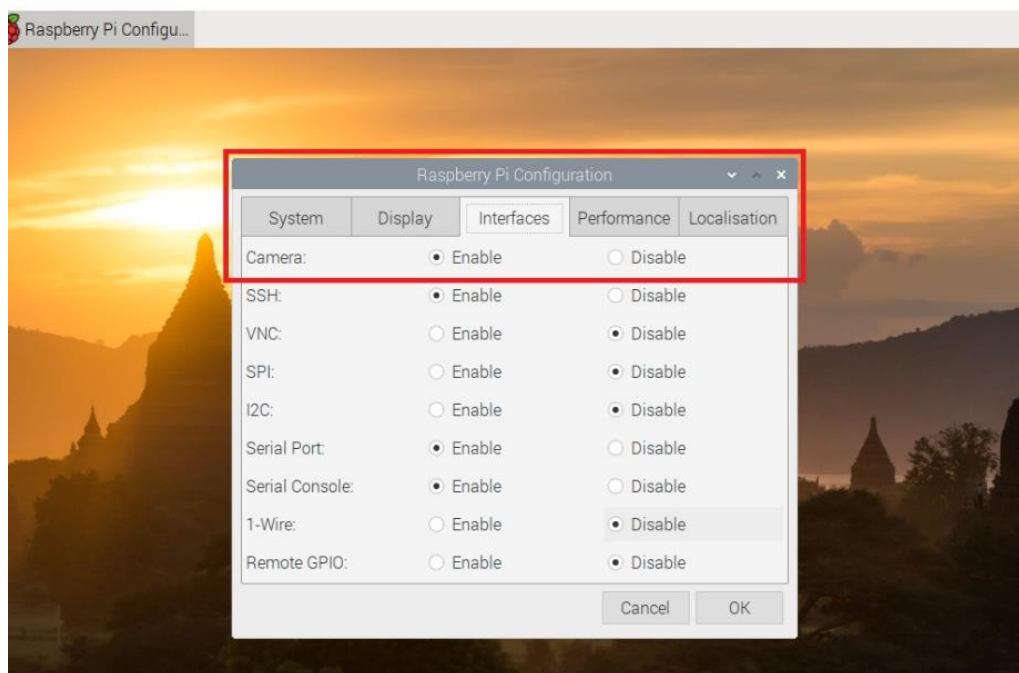 Raspberry Pi Configu...
Raspberry Pi Configuration
System Display Interfaces Performance Localisation
Camera: Enable Disable
SSH: Enable Disable
VNC: Enable Disable
SPI: Enable Disable
I2C: Enable Disable
Serial Port: Enable Disable
Serial Console: Enable Disable
1-Wire: Enable Disable
Remote GPIO: Enable Disable
Cancel OK